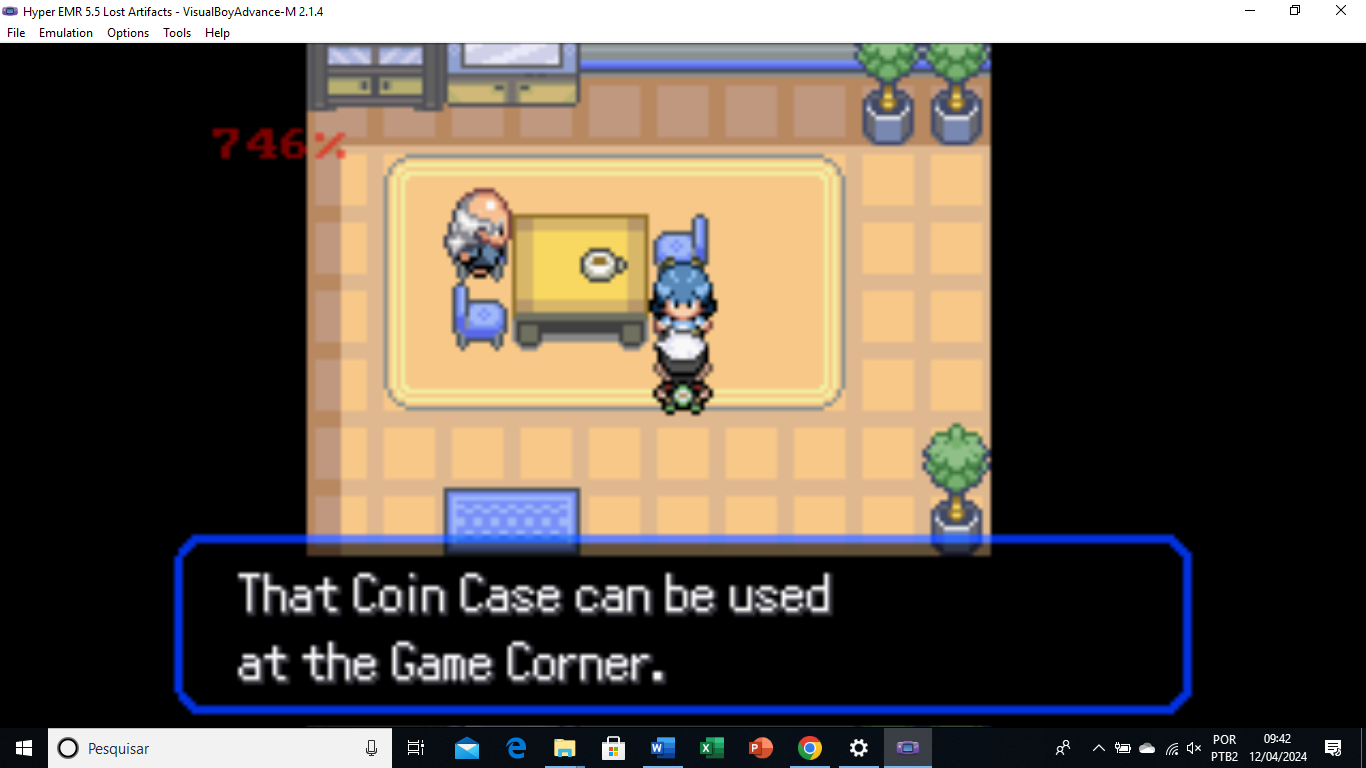 Hyper EMR 5.5 Lost Artifacts - VisualBoyAdvance-M 2.1.4
File Emulation Options Tools Help
746%
That Coin Case can be used
at the Game Corner.
Pesquisar
POR
PTB2
09:42
12/04/2024